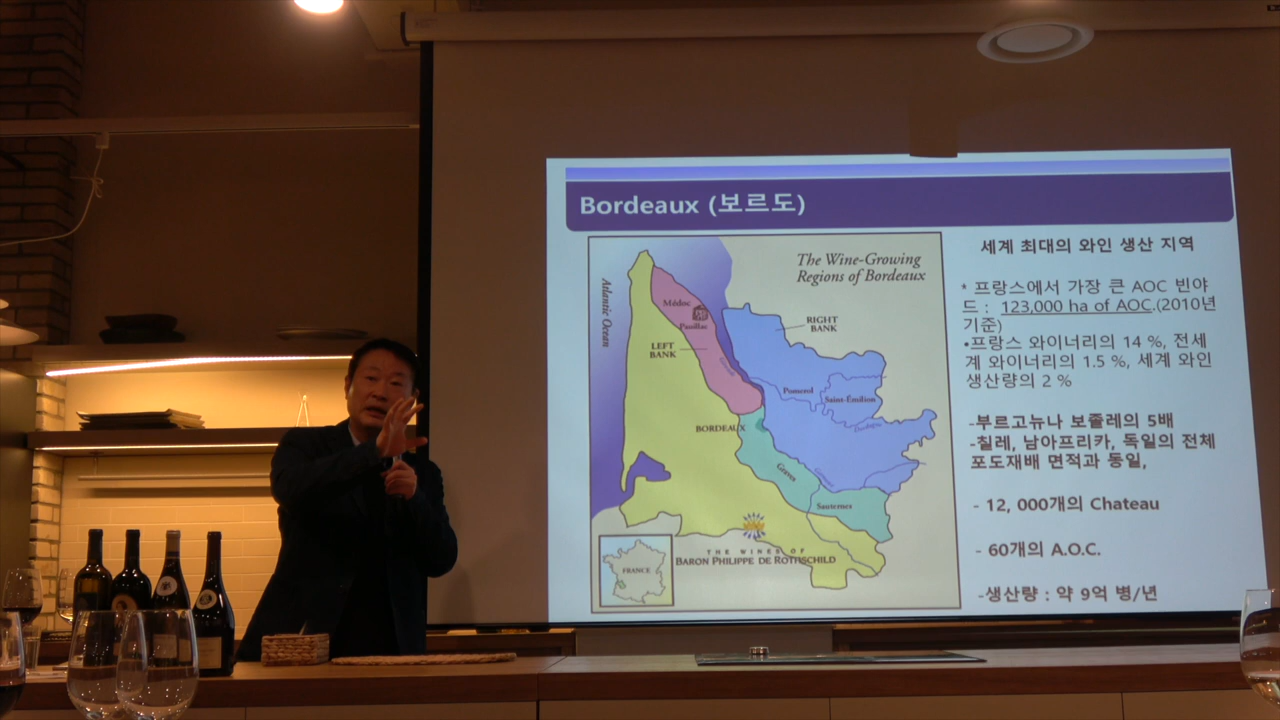 Bordeaux (보르도)
The Wine-Growing
Regions of Bordeaux
Atlantic Ocean
Médoc
Pauillac
LEFT
BANK
RIGHT
BANK
Pomerol
Saint-Émilion
BORDEAUX
Graves
Sauternes
FRANCE
THE WINES OF
BARON PHILIPPE DE ROTHSCHILD
세계 최대의 와인 생산 지역
* 프랑스에서 가장 큰 AOC 빈야
드 : 123,000 ha of AOC.(2010년
기준)
•프랑스 와이너리의 14 %, 전세
계 와이너리의 1.5 %, 세계 와인
생산량의 2 %
-부르고뉴나 보졸레의 5배
-칠레, 남아프리카, 독일의 전체
포도재배 면적과 동일,
- 12, 000개의 Chateau
- 60개의 A.O.C.
-생산량 : 약 9억 병/년